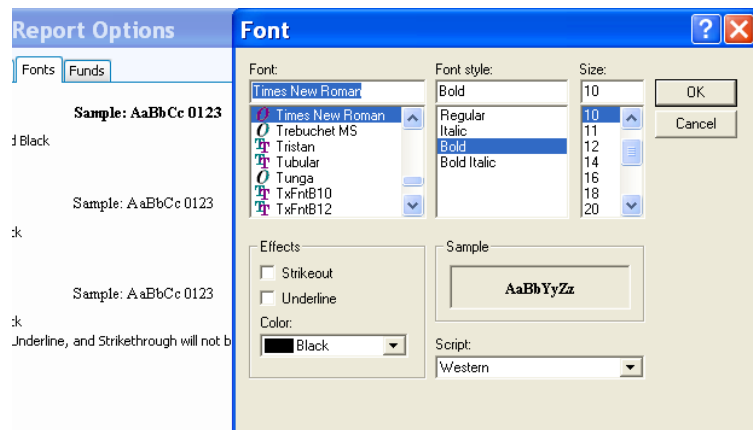 Report Options
Fonts
Funds
Sample: AaBbCc 0123
d Black
Sample: AaBbCc 0123
ck
Sample: AaBbCc 0123
ck
Underline, and Strikethrough will not b
Font
?
X
Font:
Font style:
Size:
Times New Roman
Bold
10
OK
Cancel
Times New Roman
Trebuchet MS
Tristan
Tubular
Tunga
TxFntB10
TxFntB12
Regular
Italic
Bold
Bold Italic
10
11
12
14
16
18
20
Effects
Strikeout
Underline
Color:
Black
Sample
AaBbYyZz
Script:
Western